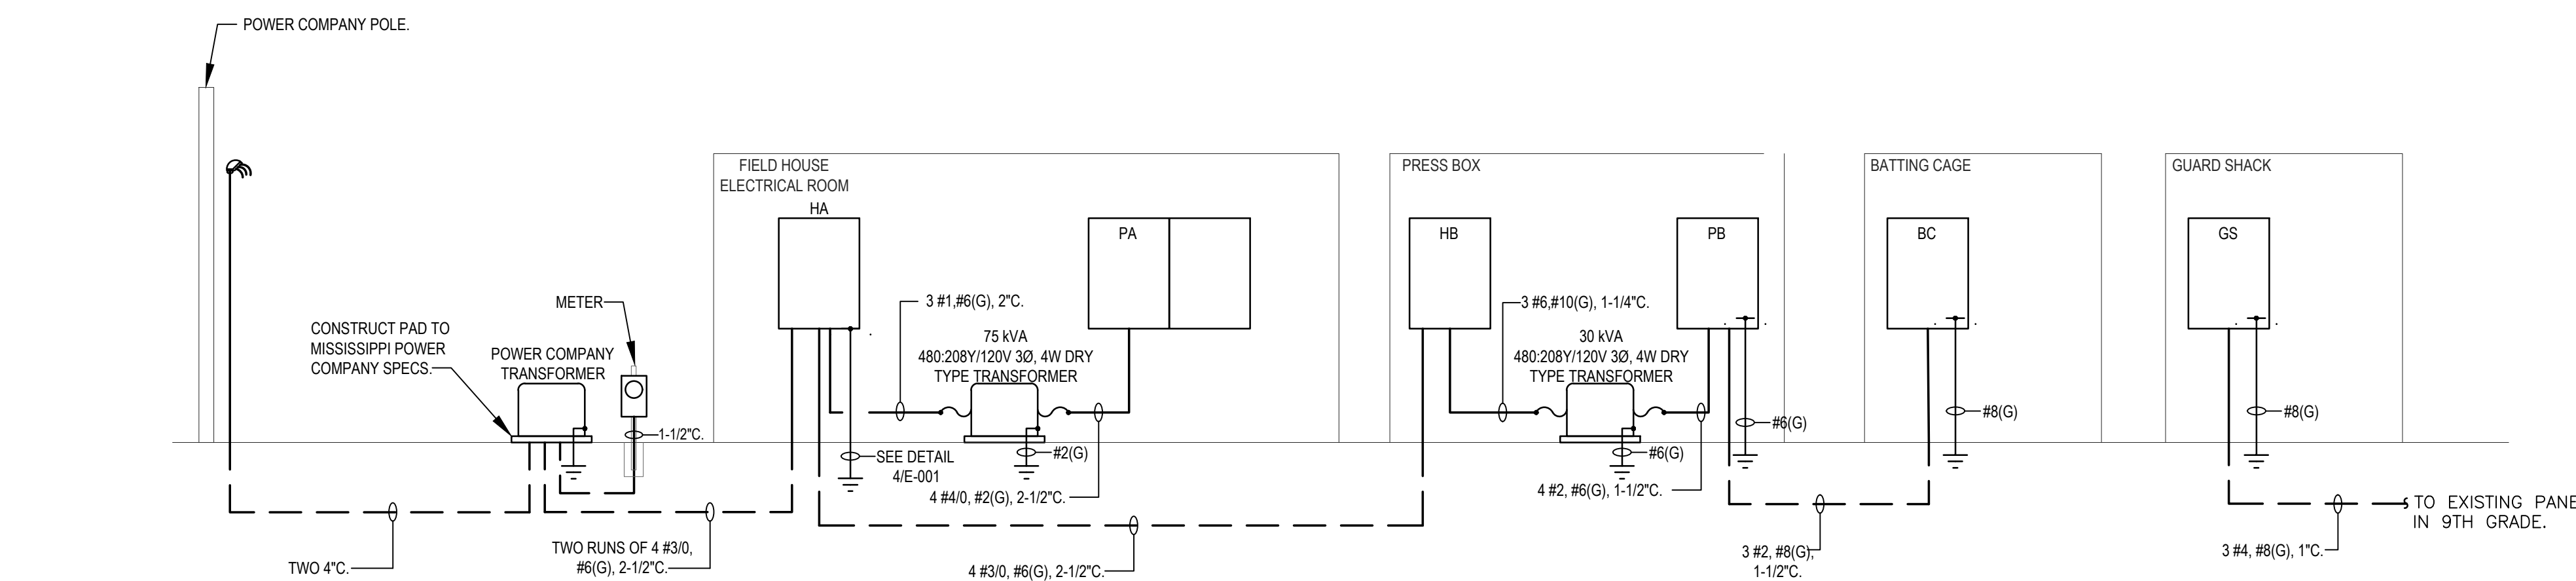 POWER COMPANY POLE.
FIELD HOUSE
ELECTRICAL ROOM
HA
PA
PRESS BOX
HB
PB
BATTING CAGE
BC
GUARD SHACK
GS
METER
CONSTRUCT PAD TO
MISSISSIPPI POWER
COMPANY SPECS.
POWER COMPANY
TRANSFORMER
1-1/2"C.
3 #1,#6(G), 2"C.
75 kVA
480:208Y/120V 3Ø, 4W DRY
TYPE TRANSFORMER
3 #6,#10(G), 1-1/4"C.
30 kVA
480:208Y/120V 3Ø, 4W DRY
TYPE TRANSFORMER
#6(G)
#8(G)
#8(G)
SEE DETAIL
4/E-001
#2(G)
4 #4/0, #2(G), 2-1/2"C.
#6(G)
4 #2, #6(G), 1-1/2"C.
TO EXISTING PANE
IN 9TH GRADE.
TWO 4"C.
TWO RUNS OF 4 #3/0,
#6(G), 2-1/2"C.
4 #3/0, #6(G), 2-1/2"C.
3 #2, #8(G),
1-1/2"C.
3 #4, #8(G), 1"C.